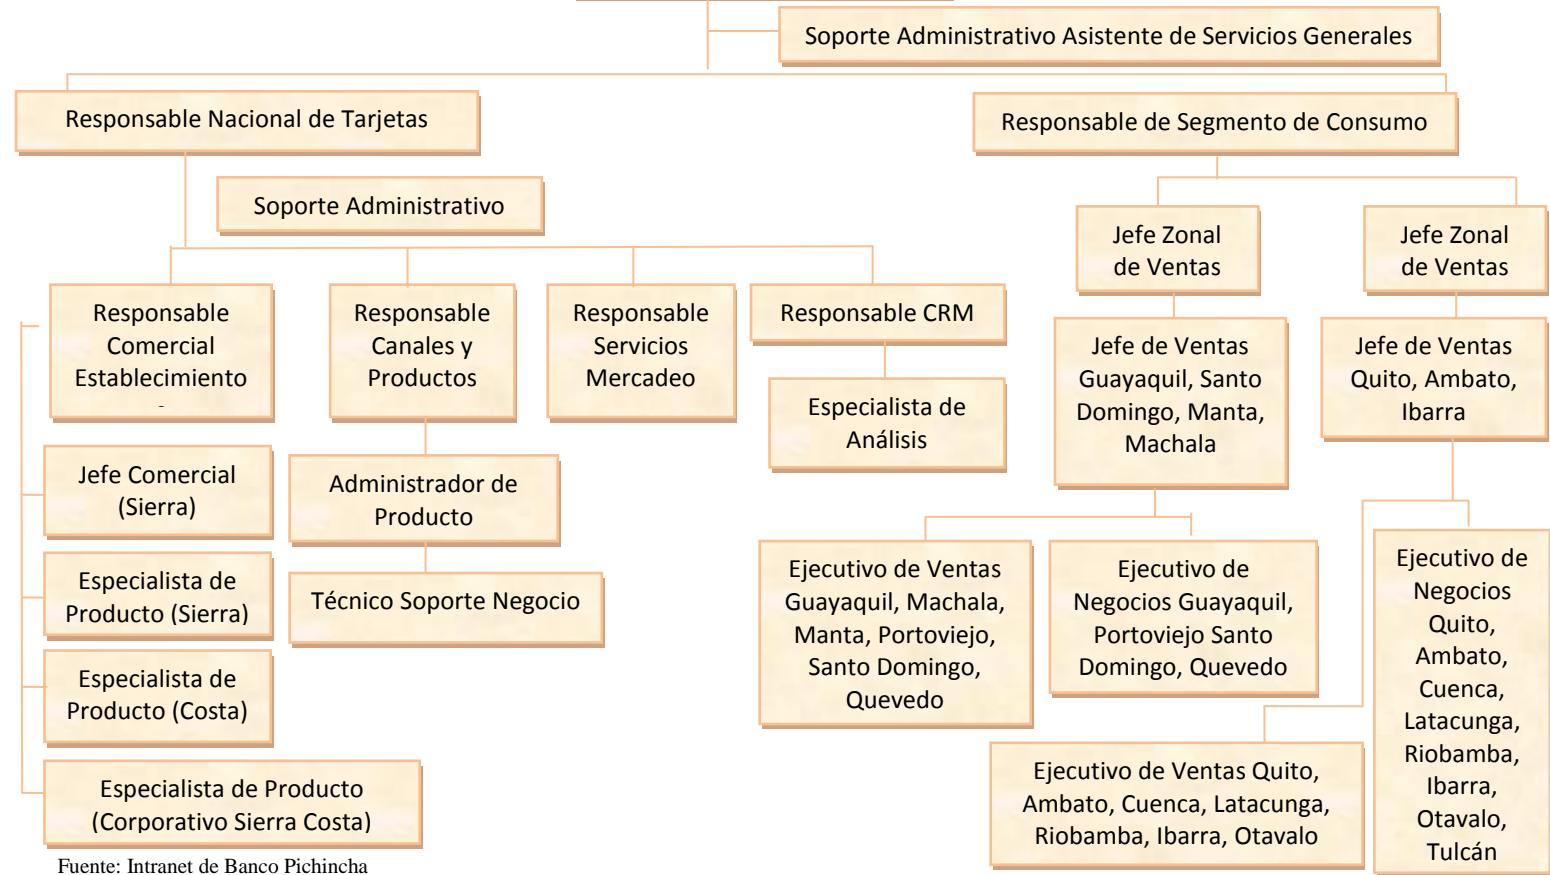 Soporte Administrativo Asistente de Servicios Generales
Responsable Nacional de Tarjetas
Responsable de Segmento de Consumo
Soporte Administrativo
Jefe Zonal
de Ventas
Jefe Zonal
de Ventas
Responsable
Comercial
Establecimiento
Responsable
Canales y
Productos
Responsable
Servicios
Mercadeo
Responsable CRM
Jefe de Ventas
Guayaquil, Santo
Domingo, Manta,
Machala
Jefe de Ventas
Quito, Ambato,
Ibarra
Especialista de
Análisis
Jefe Comercial
(Sierra)
Administrador de
Producto
Especialista de
Producto (Sierra)
Técnico Soporte Negocio
Especialista de
Producto (Costa)
Especialista de Producto
(Corporativo Sierra Costa)
Ejecutivo de Ventas
Guayaquil, Machala,
Manta, Portoviejo,
Santo Domingo,
Quevedo
Ejecutivo de
Negocios Guayaquil,
Portoviejo Santo
Domingo, Quevedo
Ejecutivo de
Negocios
Quito,
Ambato,
Cuenca,
Latacunga,
Riobamba,
Ibarra,
Otavalo,
Tulcán
Ejecutivo de Ventas Quito,
Ambato, Cuenca, Latacunga,
Riobamba, Ibarra, Otavalo
Fuente: Intranet de Banco Pichincha